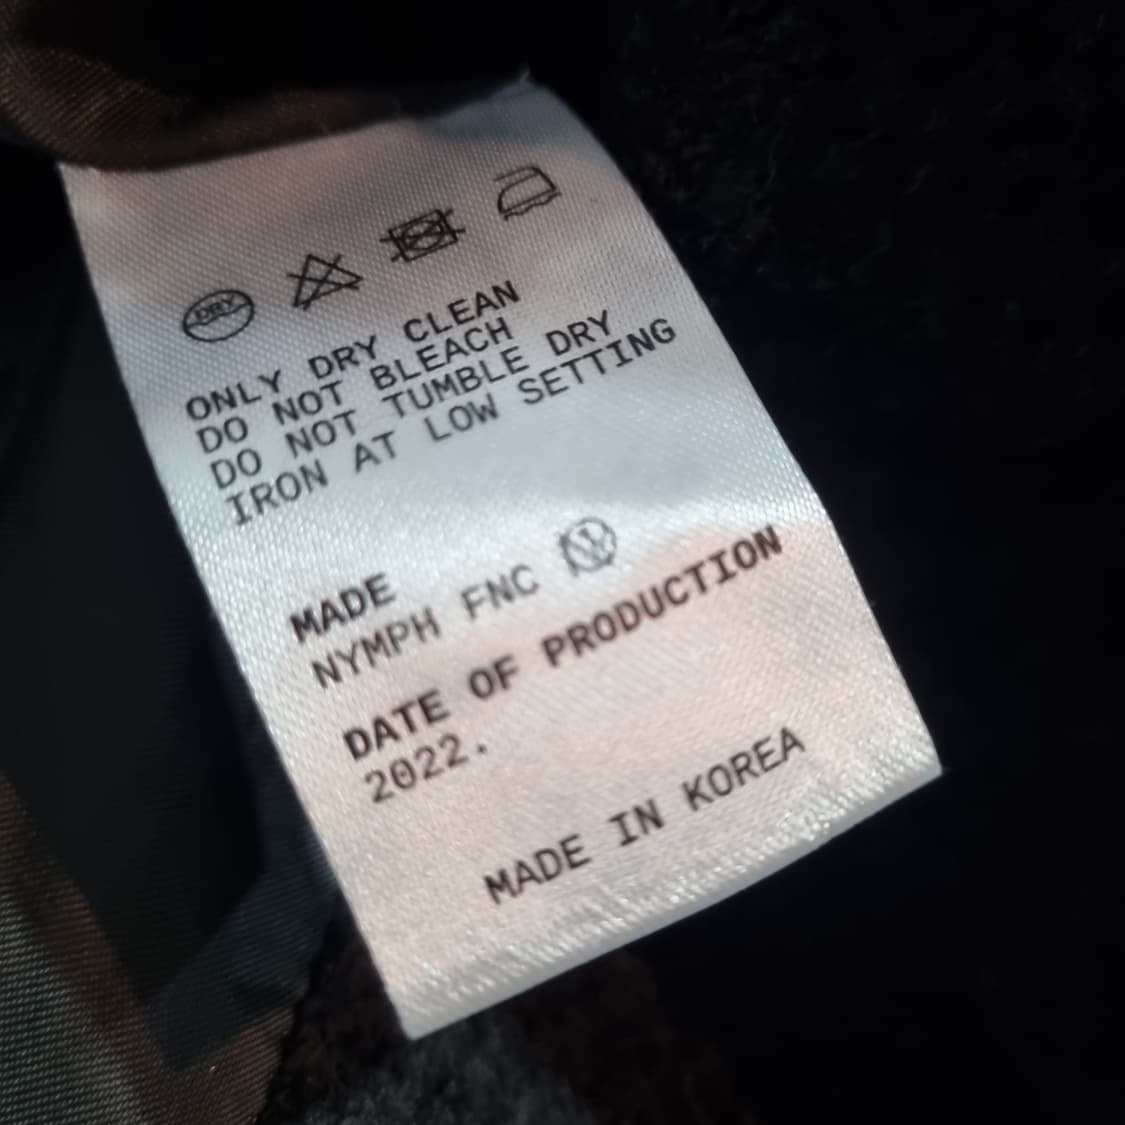 DRY
ONLY DRY CLEAN
DO NOT BLEACH
DO NOT TUMBLE DRY
IRON AT LOW SETTING
MADE
NYMPH FNC
DATE OF PRODUCTION
2022.
MADE IN KOREA